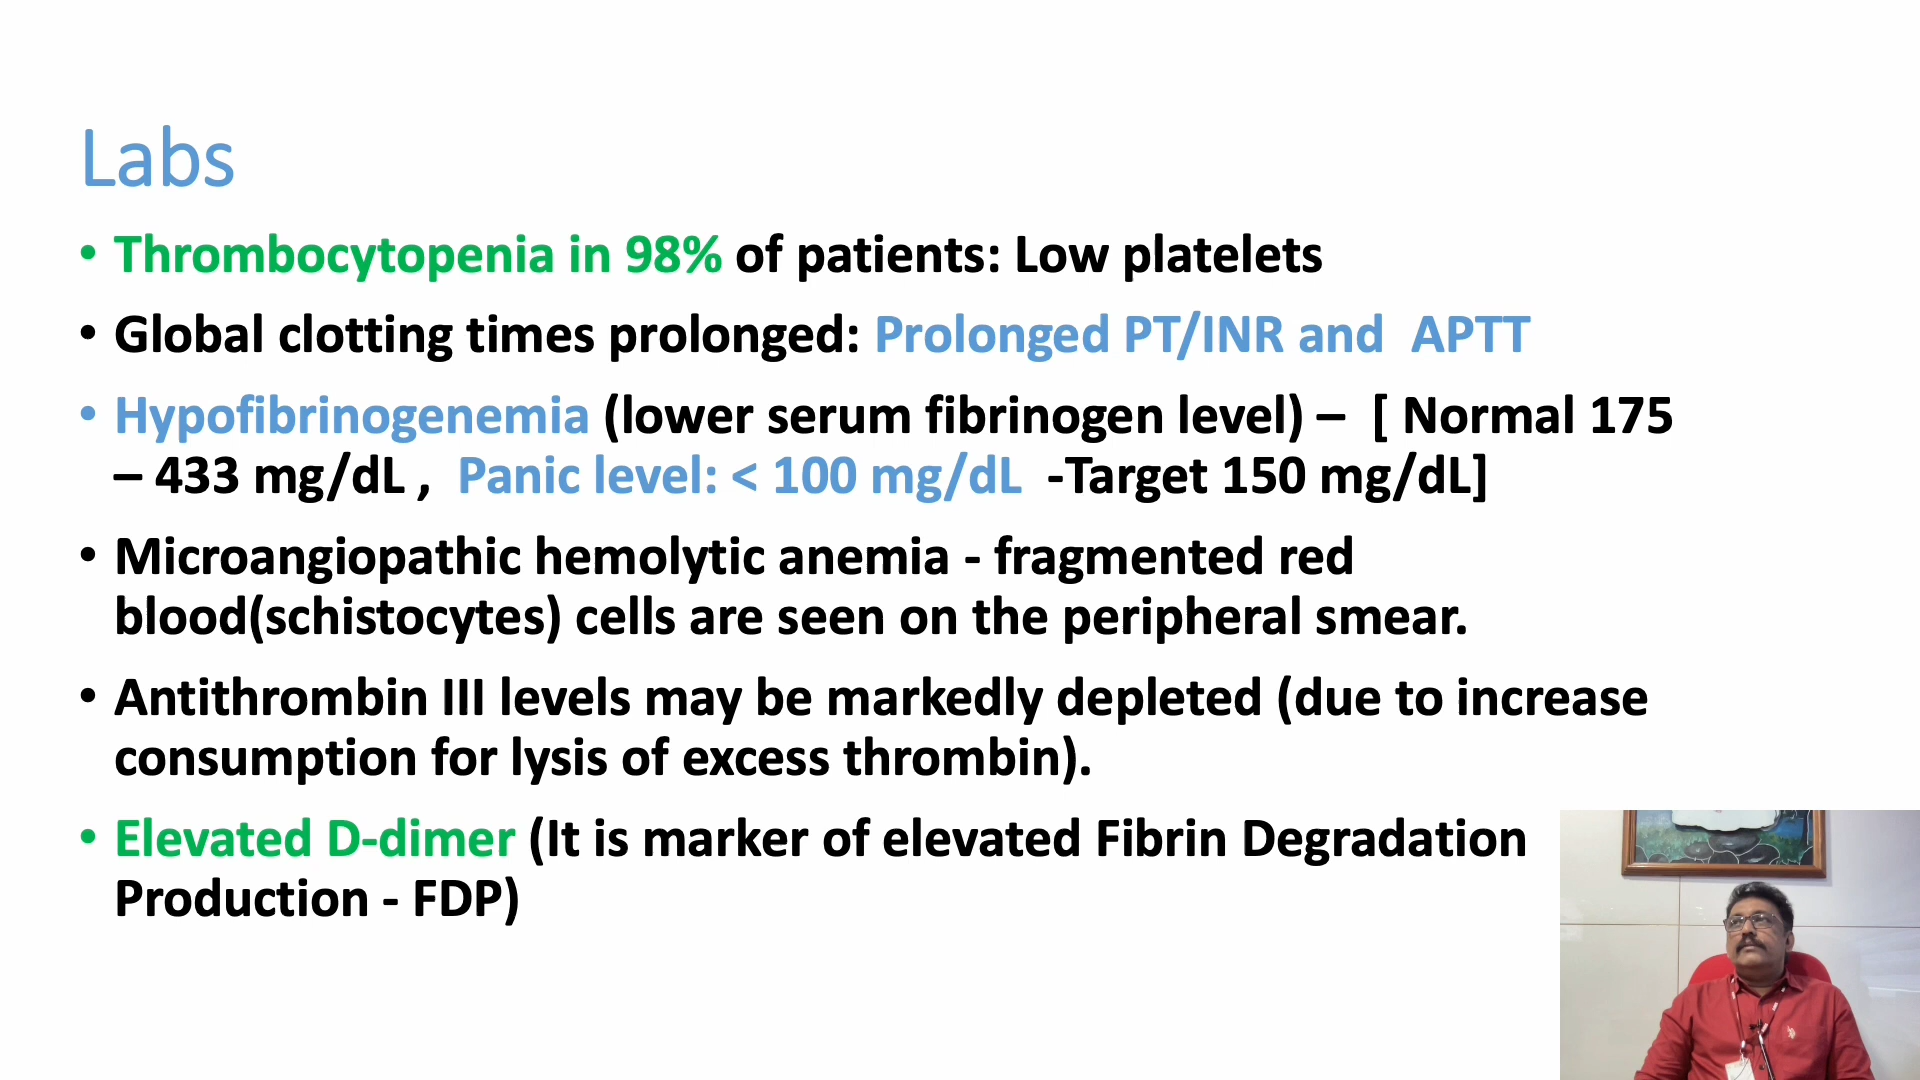 Labs
• Thrombocytopenia in 98% of patients: Low platelets
• Global clotting times prolonged: Prolonged PT/INR and APTT
• Hypofibrinogenemia (lower serum fibrinogen level) – [ Normal 175
– 433 mg/dL , Panic level: < 100 mg/dL -Target 150 mg/dL]
• Microangiopathic hemolytic anemia - fragmented red
blood(schistocytes) cells are seen on the peripheral smear.
• Antithrombin III levels may be markedly depleted (due to increase
consumption for lysis of excess thrombin).
• Elevated D-dimer (It is marker of elevated Fibrin Degradation
Production - FDP)